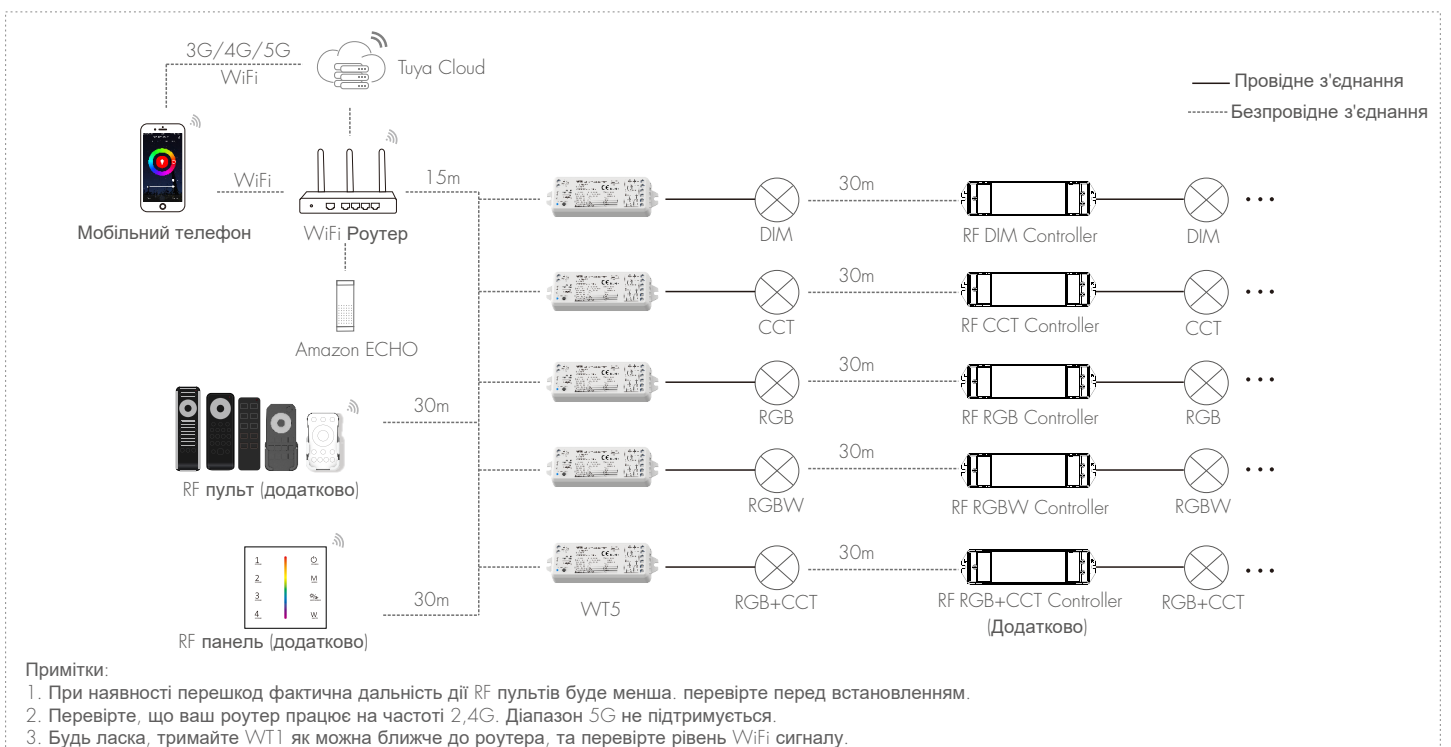 3G/4G/5G
WiFi
Tuya Cloud
Провідне з'єднання
Безпровідне з'єднання
WiFi
15m
30m
Мобільний телефон
WiFi Роутер
DIM
RF DIM Controller
DIM
...
30m
CCT
RF CCT Controller
CCT
...
Amazon ECHO
30m
30m
RGB
RF RGB Controller
RGB
...
RF пульт (додатково)
30m
RGBW
RF RGBW Controller
RGBW
...
1
2
3
4
M
W
30m
30m
WT5
RGB+CCT
RF RGB+CCT Controller
(Додатково)
RGB+CCT
...
RF панель (додатково)
Примітки:
1. При наявності перешкод фактична дальність дії RF пультів буде менша. перевірте перед встановленням.
2. Перевірте, що ваш роутер працює на частоті 2,4G. Діапазон 5G не підтримується.
3. Будь ласка, тримайте WT1 як можна ближче до роутера, та перевірте рівень WiFi сигналу.